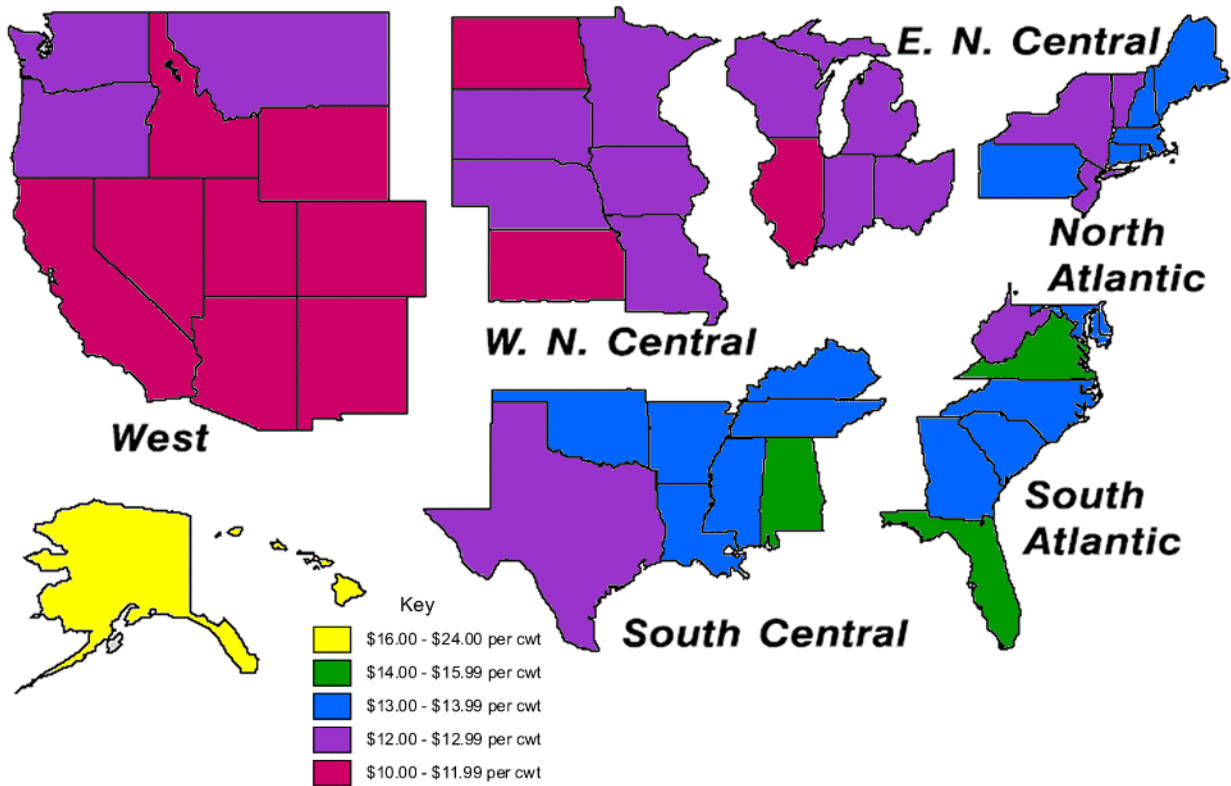 E. N. Central
North
Atlantic
W. N. Central
West
South
Atlantic
South Central
Key
$16.00 - $24.00 per cwt
$14.00 - $15.99 per cwt
$13.00 - $13.99 per cwt
$12.00 - $12.99 per cwt
$10.00 - $11.99 per cwt